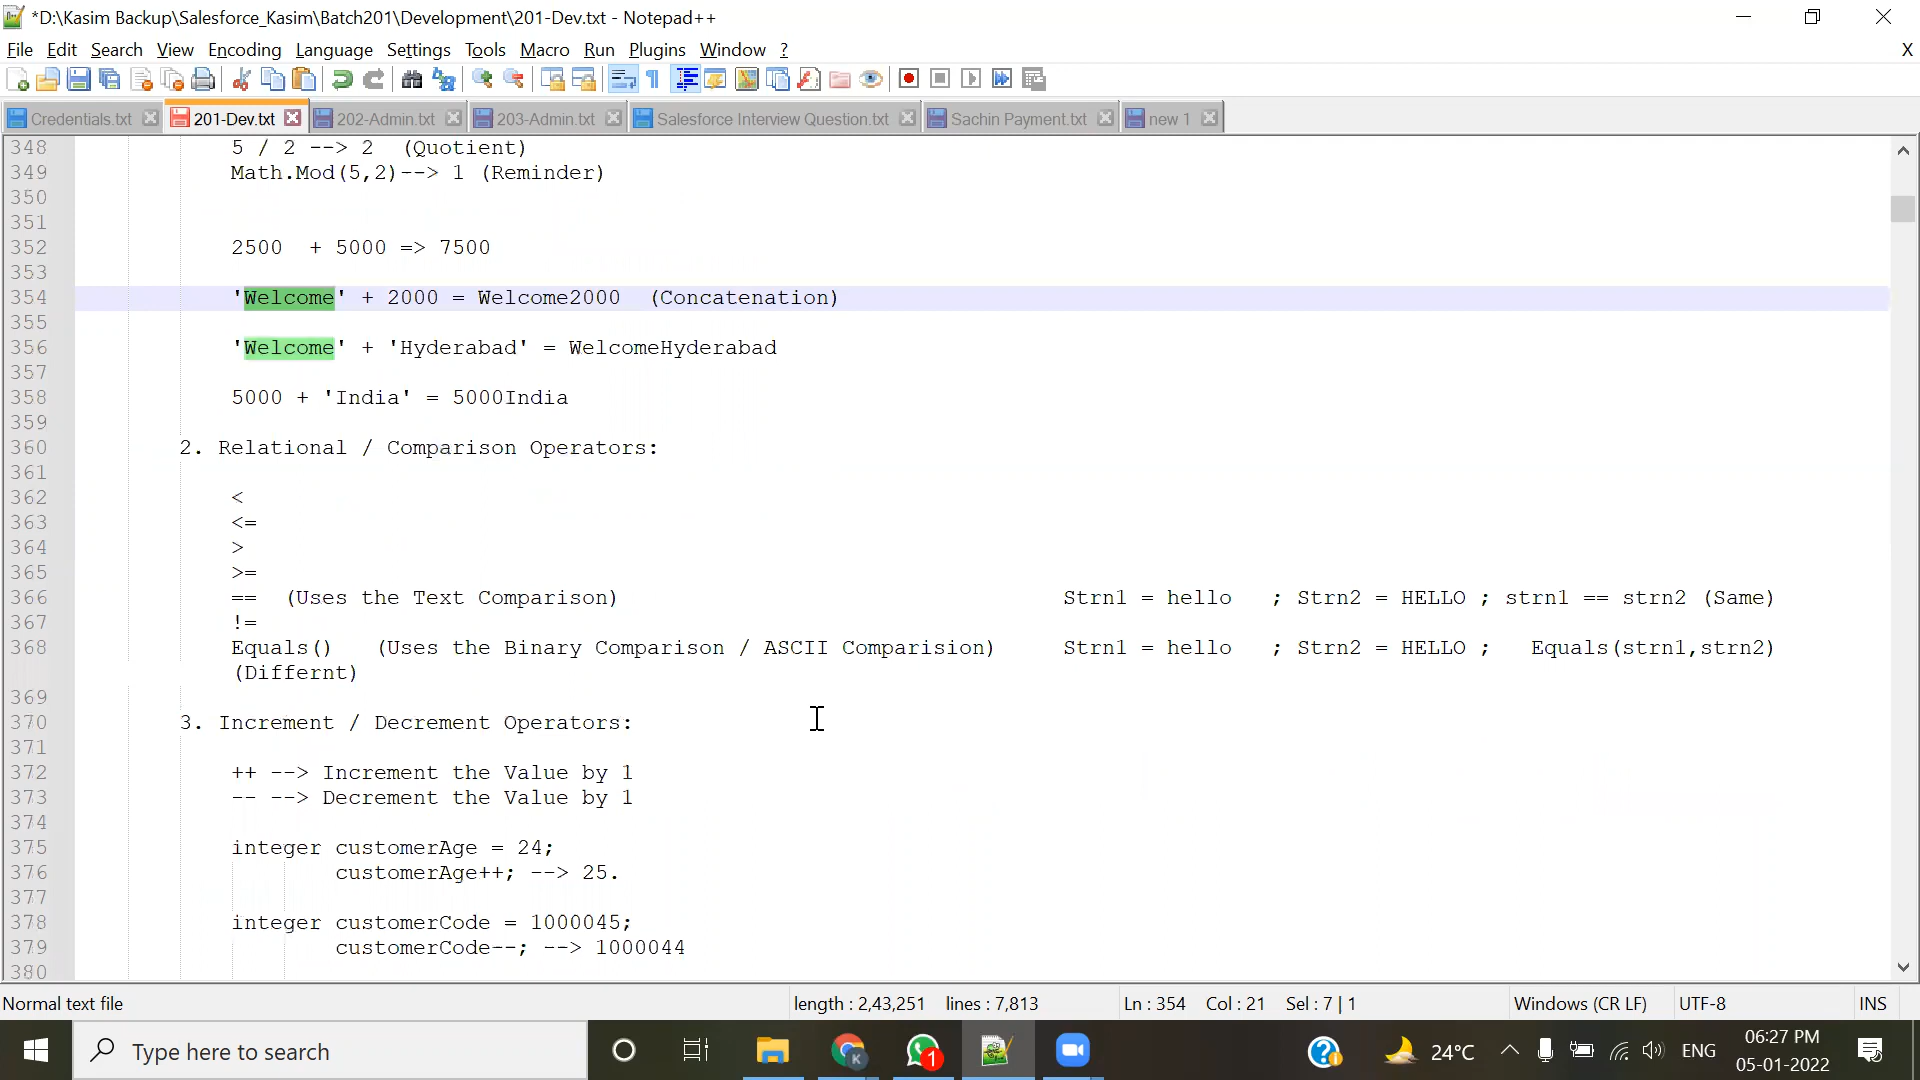 *D:\Kasim Backup\Salesforce_Kasim\Batch201\Development\201-Dev.txt - Notepad++
File Edit Search View Encoding Language Settings Tools Macro Run Plugins Window ? X
Credentials.txt 201-Dev.txt 202-Admin.txt 203-Admin.txt Salesforce Interview Question.txt Sachin Payment.txt new 1
348 5 / 2 --> 2 (Quotient)
349 Math.Mod(5,2)--> 1 (Reminder)
350
351
352 2500 + 5000 => 7500
353
354 'Welcome' + 2000 = Welcome2000 (Concatenation)
355
356 'Welcome' + 'Hyderabad' = WelcomeHyderabad
357
358 5000 + 'India' = 5000India
359
360 2. Relational / Comparison Operators:
361
362 <
363 <=
364 >
365 >=
366 == (Uses the Text Comparison) Strn1 = hello ; Strn2 = HELLO ; strn1 == strn2 (Same)
367 !=
368 Equals() (Uses the Binary Comparison / ASCII Comparision) Strn1 = hello ; Strn2 = HELLO ; Equals(strn1,strn2)
(Differnt)
369
370 3. Increment / Decrement Operators:
371
372 ++ --> Increment the Value by 1
373 -- --> Decrement the Value by 1
374
375 integer customerAge = 24;
376 customerAge++; --> 25.
377
378 integer customerCode = 1000045;
379 customerCode--; --> 1000044
380
Normal text file length : 2,43,251 lines : 7,813 Ln : 354 Col : 21 Sel : 7 | 1 Windows (CR LF) UTF-8 INS
Type here to search K 1 24°C ENG 06:27 PM
05-01-2022